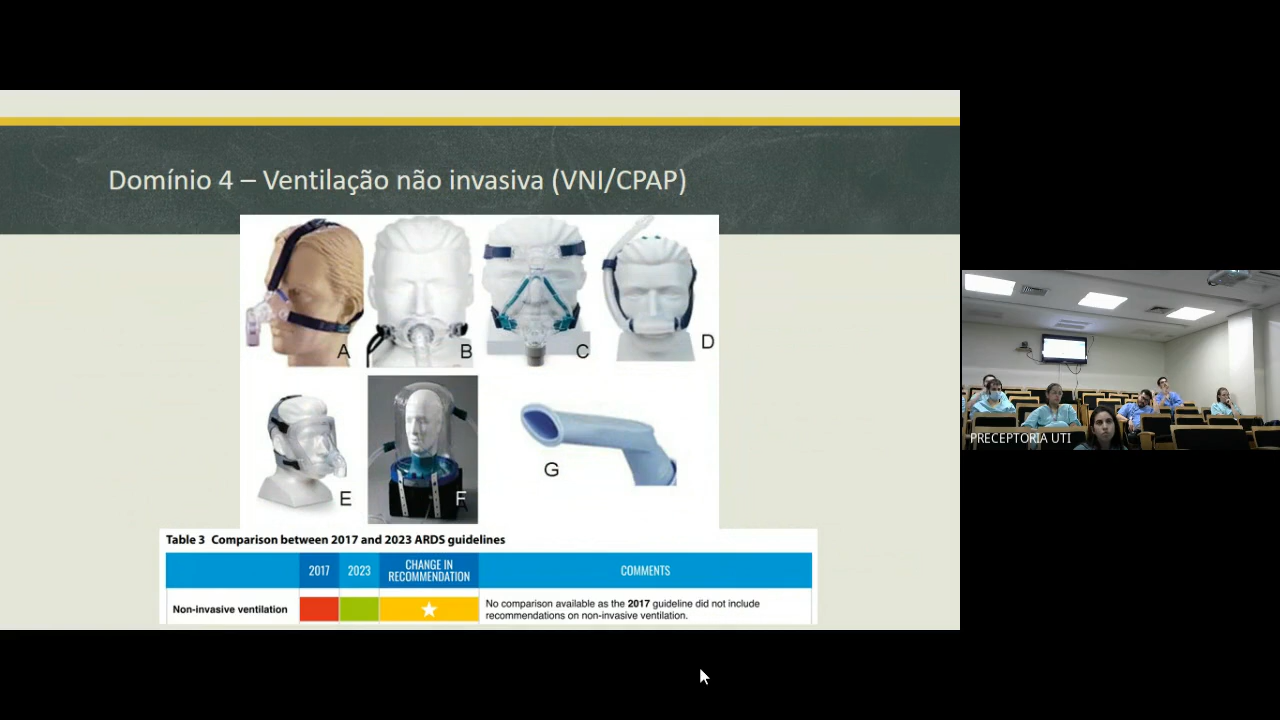 Domínio 4 – Ventilação não invasiva (VNI/CPAP)
A
B
C
D
E
F
G
Table 3 Comparison between 2017 and 2023 ARDS guidelines
2017
2023
CHANGE IN
RECOMMENDATION
COMMENTS
Non-invasive ventilation
No comparison available as the 2017 guideline did not include
recommendations on non-invasive ventilation.
PRECEPTORIA UTI